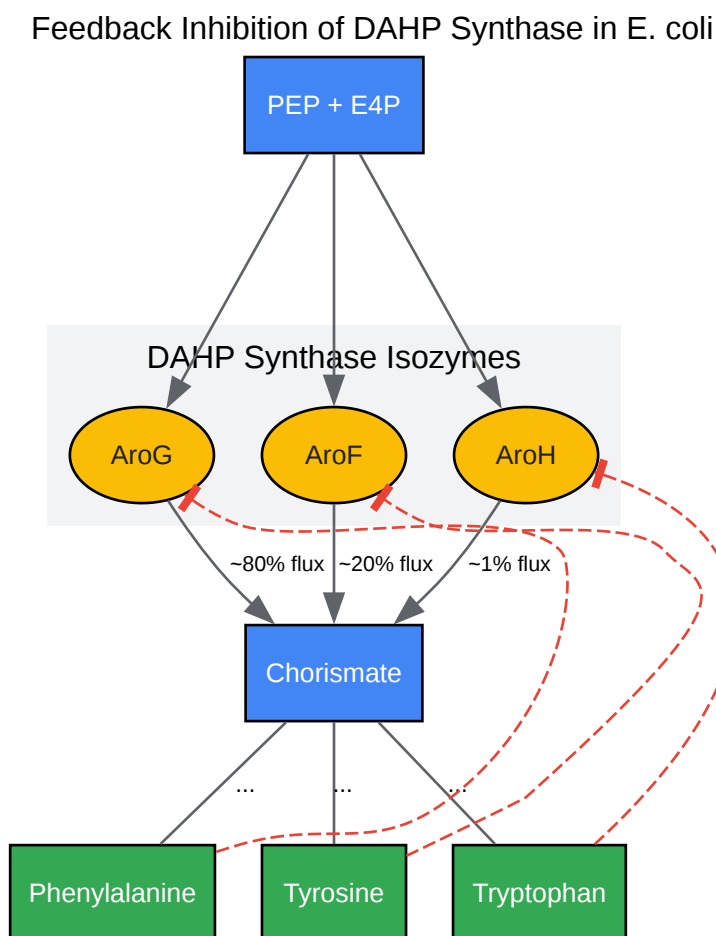 Feedback Inhibition of DAHP Synthase in E. coli
PEP + E4P
DAHP Synthase Isozymes
AroG
AroF
AroH
~80% flux
~20% flux
~1% flux
Chorismate
...
...
...
Phenylalanine
Tyrosine
Tryptophan